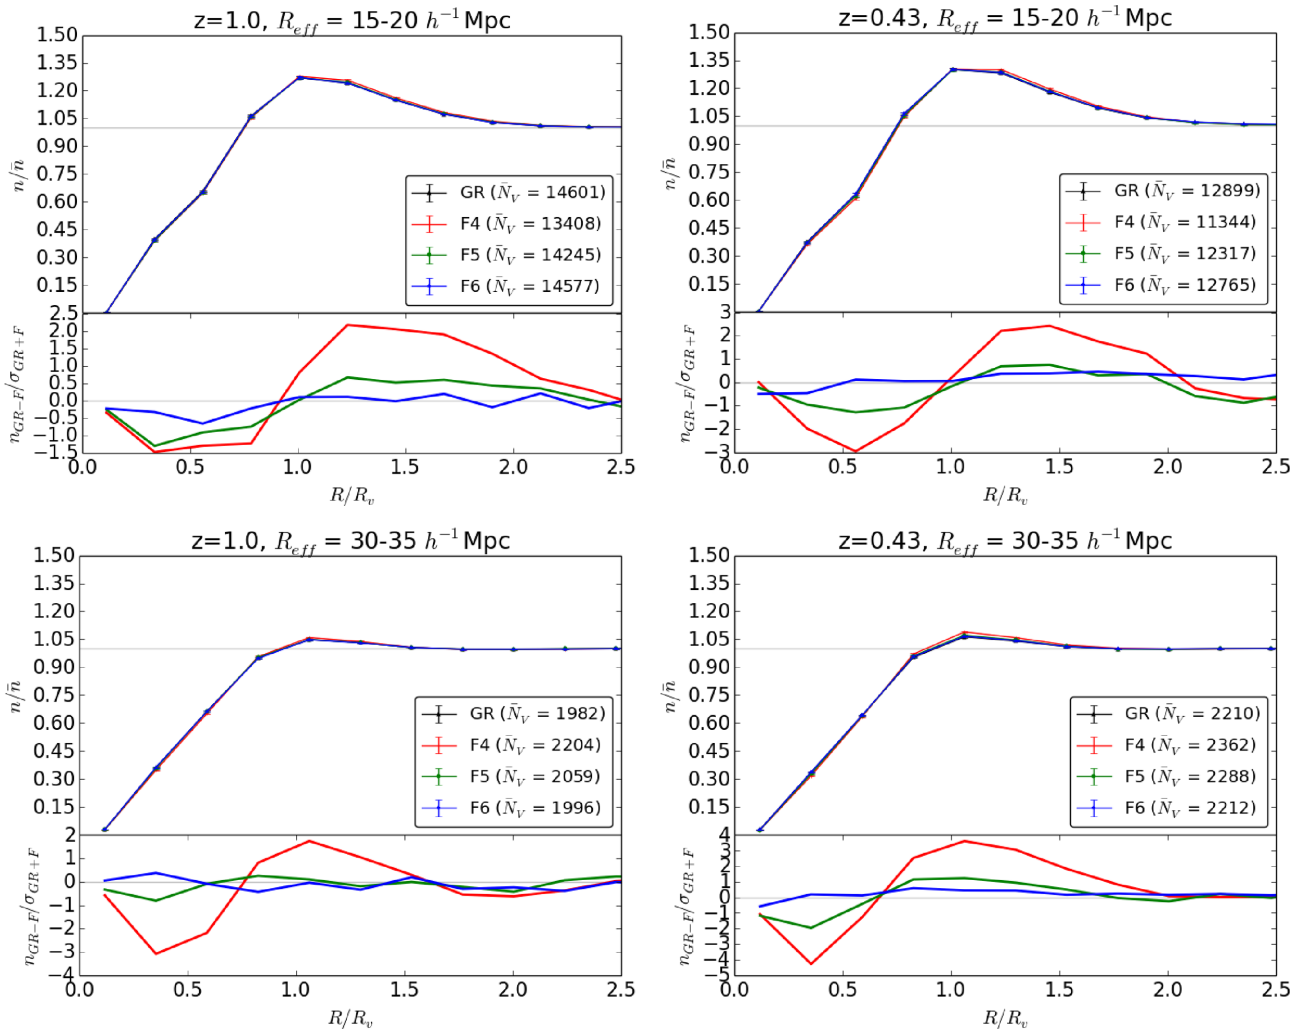 z=1.0, R_eff = 15-20 h⁻¹Mpc
1.50
1.35
1.20
1.05
0.90
0.75
0.60
0.45
0.30
0.15
n/n̄
GR (N̄_V = 14601)
F4 (N̄_V = 13408)
F5 (N̄_V = 14245)
F6 (N̄_V = 14577)
2.5
2.0
1.5
1.0
0.5
0.0
−0.5
−1.0
−1.5
n_GR−F/σ_GR+F
0.0 0.5 1.0 1.5 2.0 2.5
R/R_v
z=0.43, R_eff = 15-20 h⁻¹Mpc
1.50
1.35
1.20
1.05
0.90
0.75
0.60
0.45
0.30
0.15
n/n̄
GR (N̄_V = 12899)
F4 (N̄_V = 11344)
F5 (N̄_V = 12317)
F6 (N̄_V = 12765)
3
2
1
0
−1
−2
−3
n_GR−F/σ_GR+F
0.0 0.5 1.0 1.5 2.0 2.5
R/R_v
z=1.0, R_eff = 30-35 h⁻¹Mpc
1.50
1.35
1.20
1.05
0.90
0.75
0.60
0.45
0.30
0.15
n/n̄
GR (N̄_V = 1982)
F4 (N̄_V = 2204)
F5 (N̄_V = 2059)
F6 (N̄_V = 1996)
2
1
0
−1
−2
−3
−4
n_GR−F/σ_GR+F
0.0 0.5 1.0 1.5 2.0 2.5
R/R_v
z=0.43, R_eff = 30-35 h⁻¹Mpc
1.50
1.35
1.20
1.05
0.90
0.75
0.60
0.45
0.30
0.15
n/n̄
GR (N̄_V = 2210)
F4 (N̄_V = 2362)
F5 (N̄_V = 2288)
F6 (N̄_V = 2212)
4
3
2
1
0
−1
−2
−3
−4
−5
n_GR−F/σ_GR+F
0.0 0.5 1.0 1.5 2.0 2.5
R/R_v